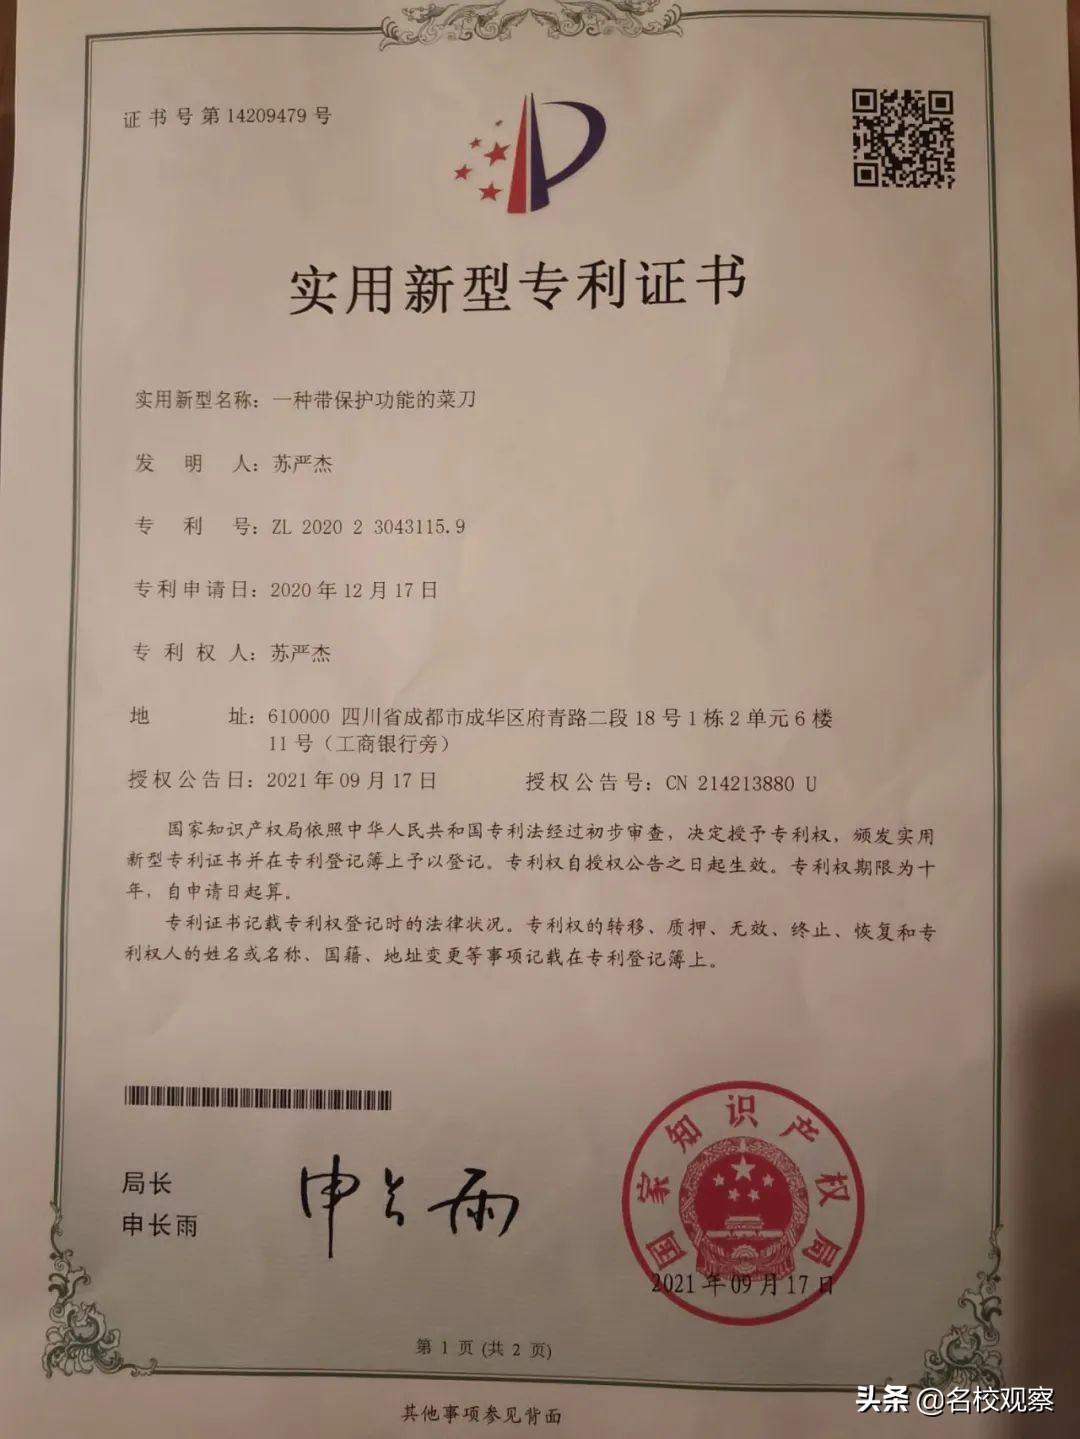 证书号第14209479号
实用新型专利证书
实用新型名称：一种带保护功能的菜刀
发明人：苏严杰
专利号：ZL 2020 2 3043115.9
专利申请日：2020年12月17日
专利权人：苏严杰
地址：610000 四川省成都市成华区府青路二段18号1栋2单元6楼
11号（工商银行旁）
授权公告日：2021年09月17日 授权公告号：CN 214213880 U
国家知识产权局依照中华人民共和国专利法经过初步审查，决定授予专利权，颁发实用
新型专利证书并在专利登记簿上予以登记。专利权自授权公告之日起生效。专利权期限为十
年，自申请日起算。
专利证书记载专利权登记时的法律状况。专利权的转移、质押、无效、终止、恢复和专
利权人的姓名或名称、国籍、地址变更等事项记载在专利登记簿上。
局长
申长雨
申长雨
国家知识产权局
2021年09月17日
第1页(共2页)
其他事项参见背面
头条 @名校观察